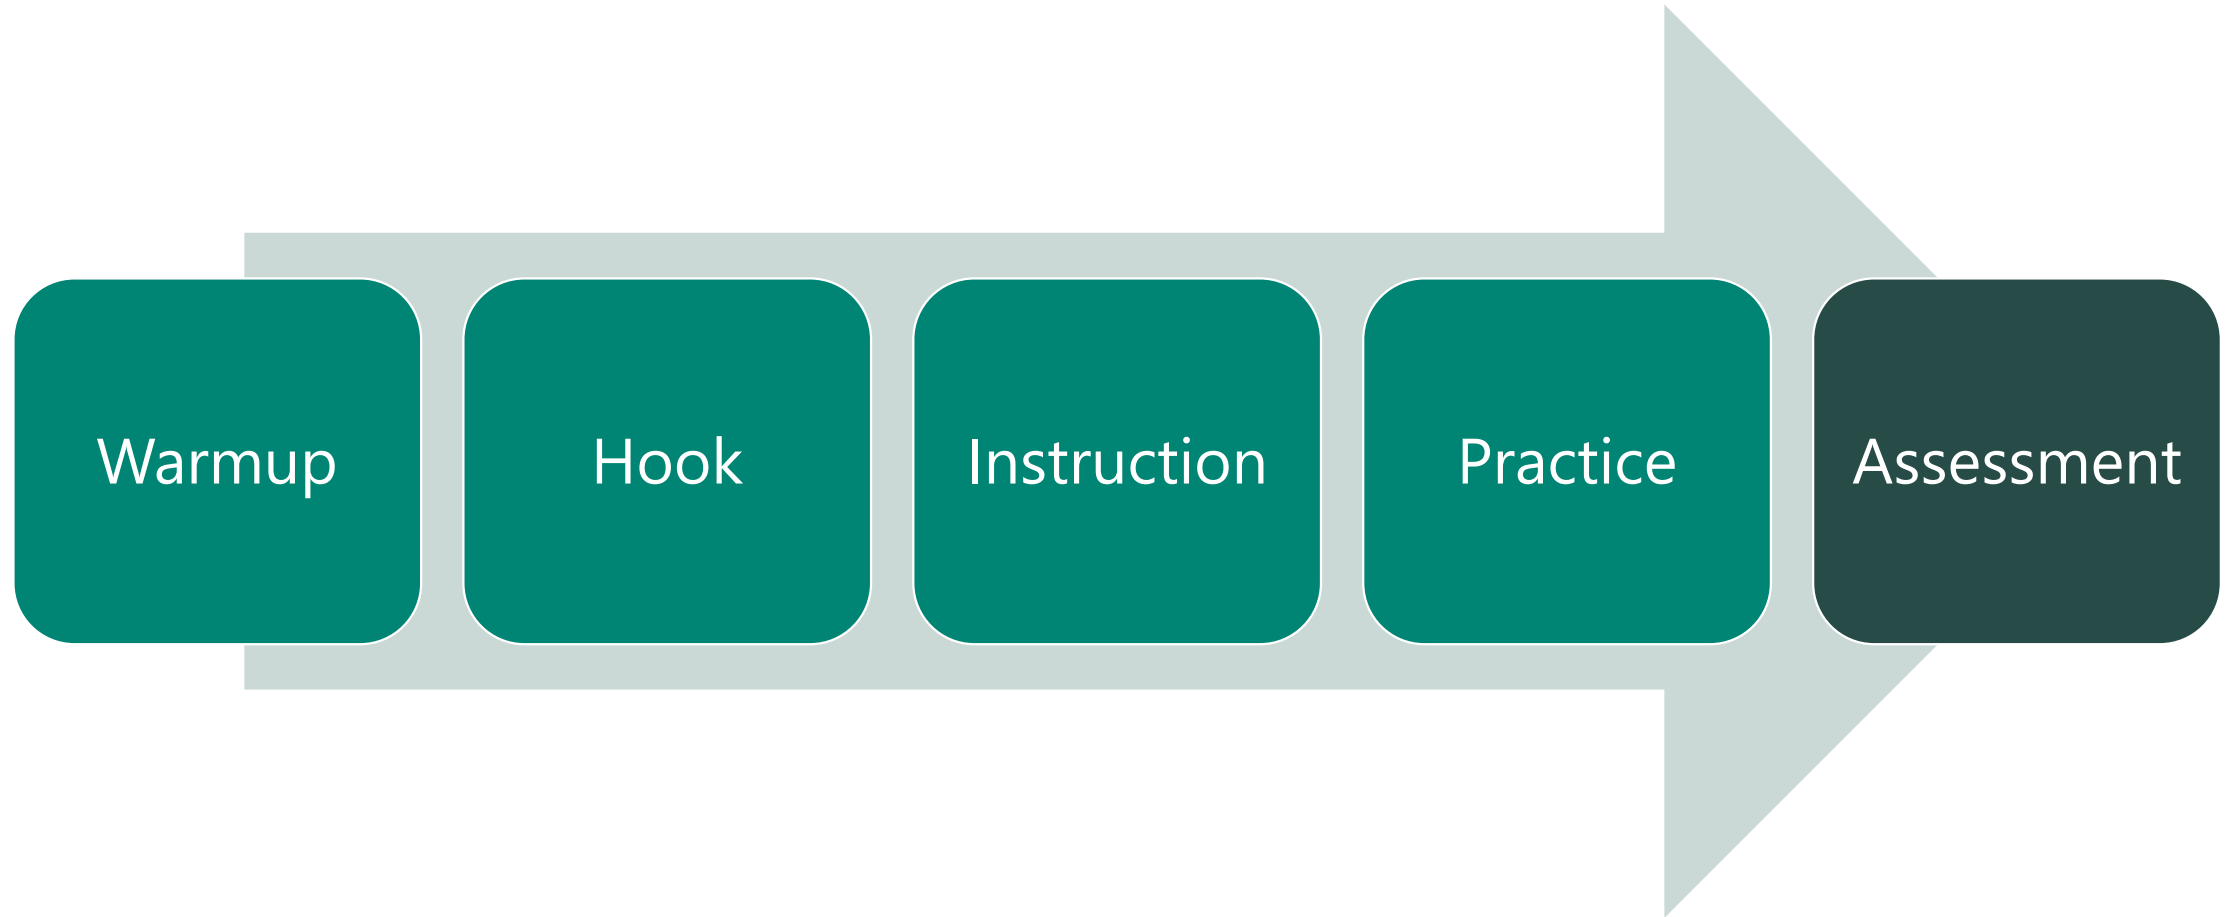 Warmup
Hook
Instruction
Practice
Assessment